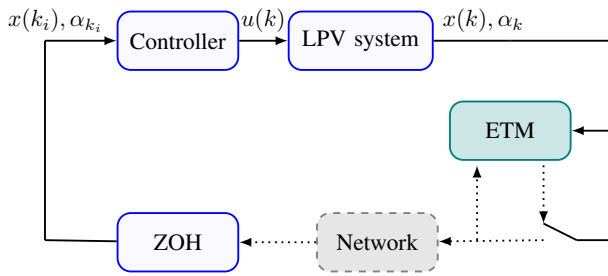 x(k_i), α_{k_i}
Controller
u(k)
LPV system
x(k), α_k
ETM
ZOH
Network